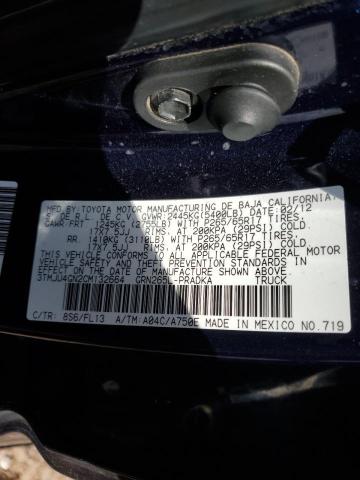 MFD. BY:TOYOTA MOTOR MANUFACTURING DE BAJA CALIFORNIA
S. DE R.L. DE C.V. GVWR:2445KG(5400LB) DATE:02/12
GAWR FRT. 1245KG (2755LB) WITH P265/65R17 TIRES,
17X7.5JJ RIMS, AT 200KPA (29PSI) COLD.
RR. 1410KG (3110LB) WITH P265/65R17 TIRES,
17X7.5JJ RIMS, AT 200KPA (29PSI) COLD.
THIS VEHICLE CONFORMS TO ALL APPLICABLE FEDERAL MOTOR
VEHICLE SAFETY AND THEFT PREVENTION STANDARDS IN
EFFECT ON THE DATE OF MANUFACTURE SHOWN ABOVE.
3TMJU4GN2CM132664 GRN265L-PRADKA TRUCK
C/TR: 8S6/FL13 A/TM:A04C/A750E MADE IN MEXICO NO.719